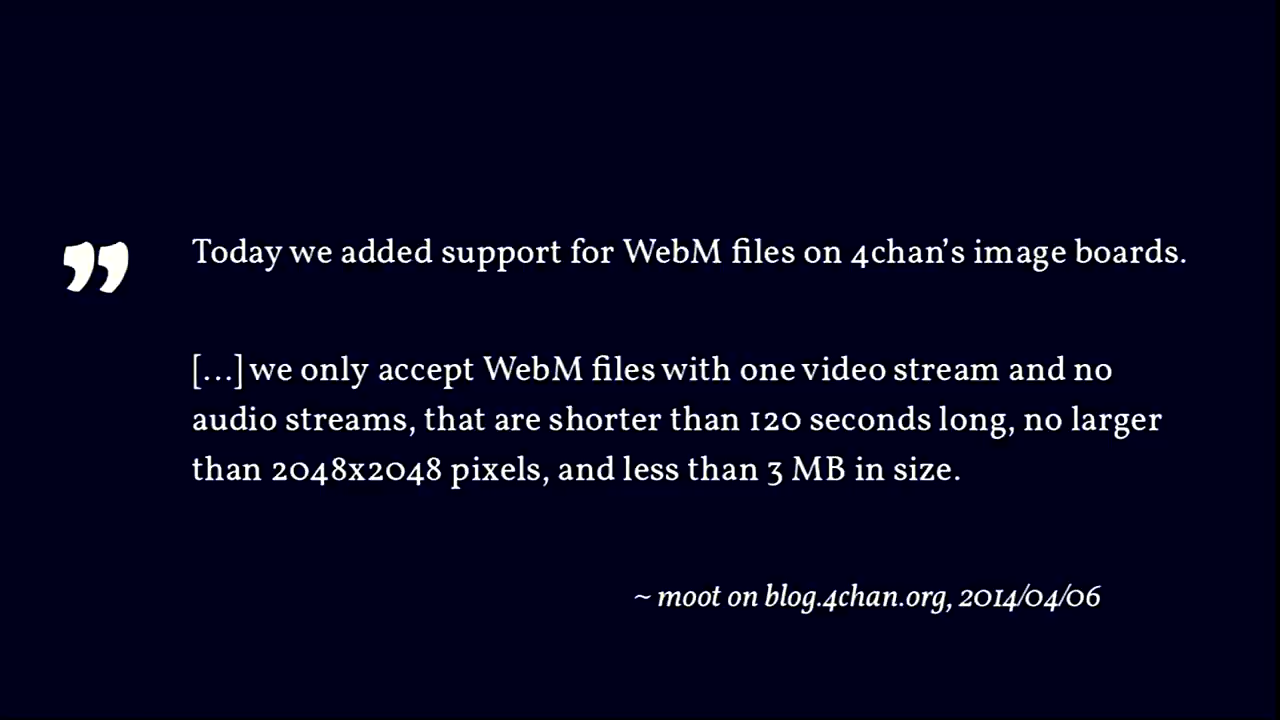 ”
Today we added support for WebM files on 4chan’s image boards.
[…] we only accept WebM files with one video stream and no
audio streams, that are shorter than 120 seconds long, no larger
than 2048x2048 pixels, and less than 3 MB in size.
~ moot on blog.4chan.org, 2014/04/06